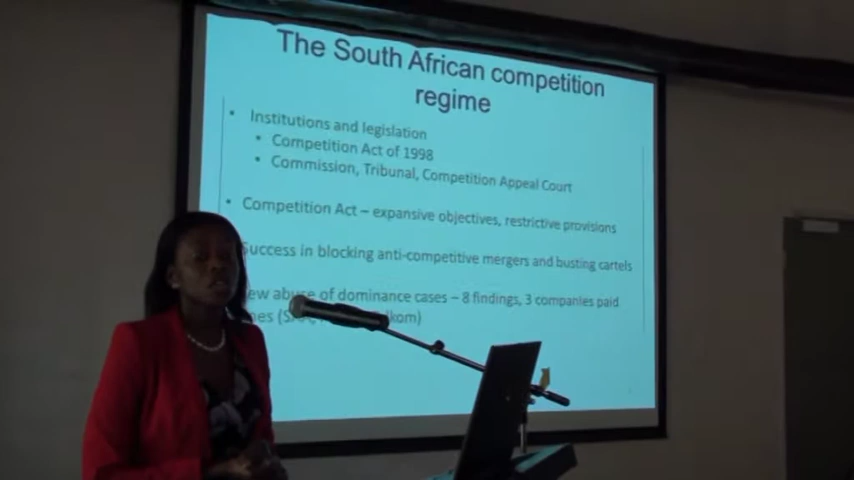 The South African competition
regime
• Institutions and legislation
• Competition Act of 1998
• Commission, Tribunal, Competition Appeal Court
• Competition Act – expansive objectives, restrictive provisions
Success in blocking anti-competitive mergers and busting cartels
abuse of dominance cases – 8 findings, 3 companies paid